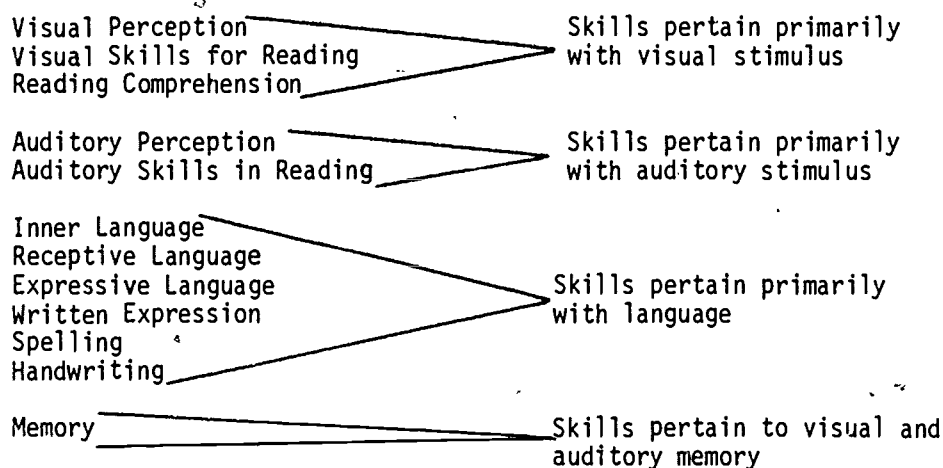 Visual Perception
Visual Skills for Reading
Reading Comprehension
Skills pertain primarily
with visual stimulus
Auditory Perception
Auditory Skills in Reading
Skills pertain primarily
with auditory stimulus
Inner Language
Receptive Language
Expressive Language
Written Expression
Spelling
Handwriting
Skills pertain primarily
with language
Memory
Skills pertain to visual and
auditory memory